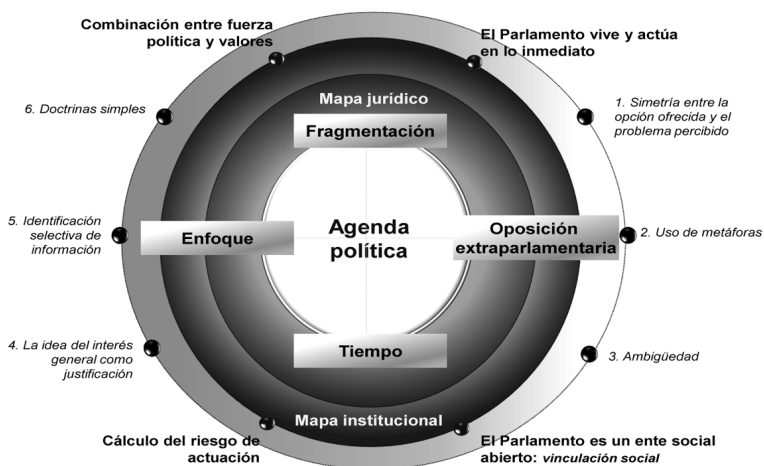 Combinación entre fuerza
política y valores
El Parlamento vive y actúa
en lo inmediato
Mapa jurídico
Fragmentación
6. Doctrinas simples
1. Simetría entre la
opción ofrecida y el
problema percibido
5. Identificación
selectiva de
información
Enfoque
Agenda
política
Oposición
extraparlamentaria
2. Uso de metáforas
4. La idea del interés
general como
justificación
Tiempo
3. Ambigüedad
Mapa institucional
Cálculo del riesgo de
actuación
El Parlamento es un ente social
abierto: vinculación social